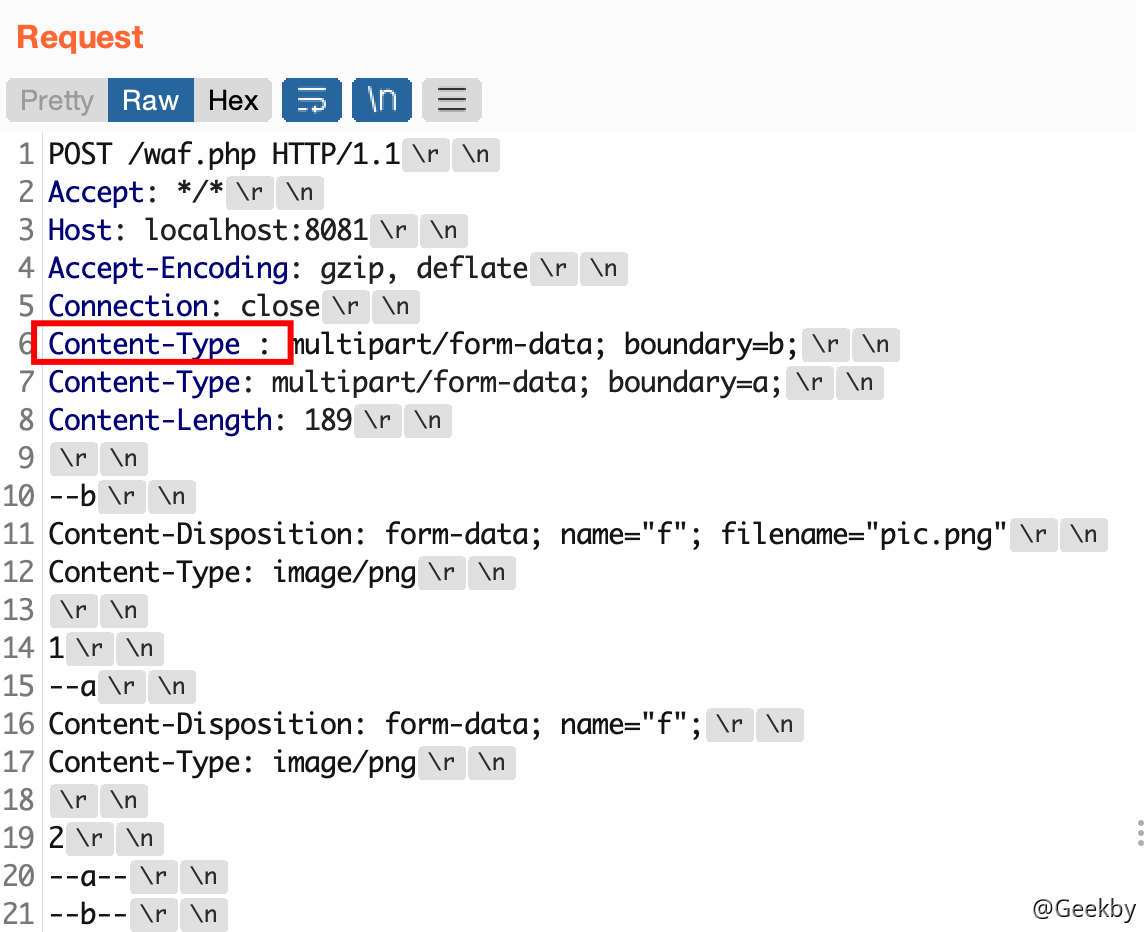 Request
Pretty Raw Hex \n
1 POST /waf.php HTTP/1.1 \r \n
2 Accept: */* \r \n
3 Host: localhost:8081 \r \n
4 Accept-Encoding: gzip, deflate \r \n
5 Connection: close \r \n
6 Content-Type : multipart/form-data; boundary=b; \r \n
7 Content-Type: multipart/form-data; boundary=a; \r \n
8 Content-Length: 189 \r \n
9 \r \n
10 --b \r \n
11 Content-Disposition: form-data; name="f"; filename="pic.png" \r \n
12 Content-Type: image/png \r \n
13 \r \n
14 1 \r \n
15 --a \r \n
16 Content-Disposition: form-data; name="f"; \r \n
17 Content-Type: image/png \r \n
18 \r \n
19 2 \r \n
20 --a-- \r \n
21 --b-- \r \n
@Geekby